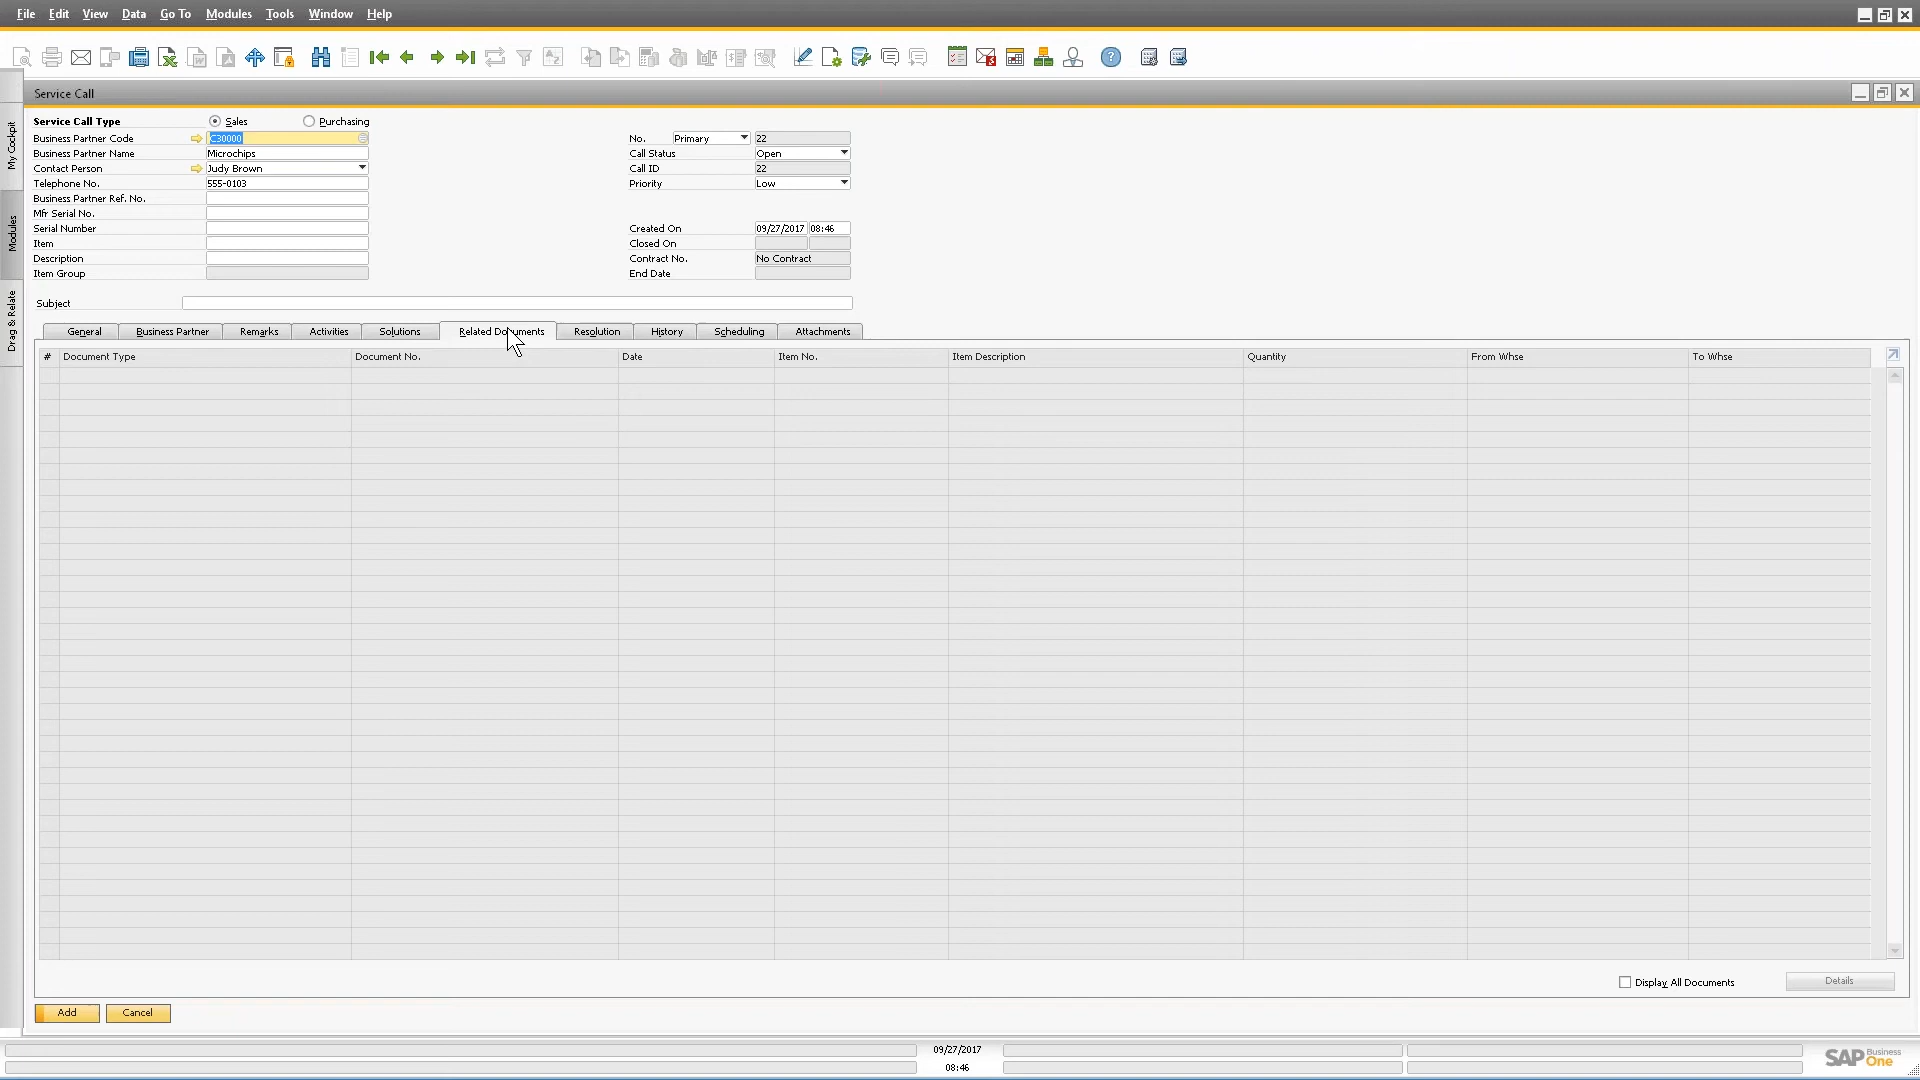 File Edit View Data Go To Modules Tools Window Help
Service Call
My Cockpit
Modules
Drag & Relate
Service Call Type Sales Purchasing
Business Partner Code C30000 No. Primary 22
Business Partner Name Microchips Call Status Open
Contact Person Judy Brown Call ID 22
Telephone No. 555-0103 Priority Low
Business Partner Ref. No.
Mfr Serial No.
Serial Number Created On 09/27/2017 08:46
Item Closed On
Description Contract No. No Contract
Item Group End Date
Subject
General Business Partner Remarks Activities Solutions Related Documents Resolution History Scheduling Attachments
# Document Type Document No. Date Item No. Item Description Quantity From Whse To Whse
Display All Documents Details
Add Cancel
09/27/2017
08:46
SAP Business One